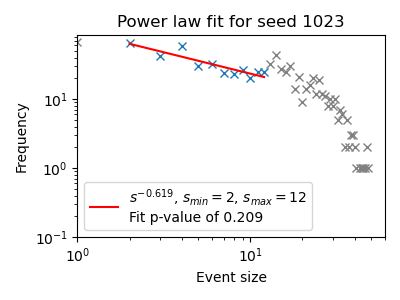 Power law fit for seed 1023
Frequency
10¹
10⁰
10⁻¹
s^{-0.619}, s_{min} = 2, s_{max} = 12
Fit p-value of 0.209
10⁰
10¹
Event size